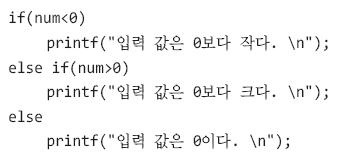 if(num<0)
    printf("입력 값은 0보다 작다. \n");
else if(num>0)
    printf("입력 값은 0보다 크다. \n");
else
    printf("입력 값은 0이다. \n");